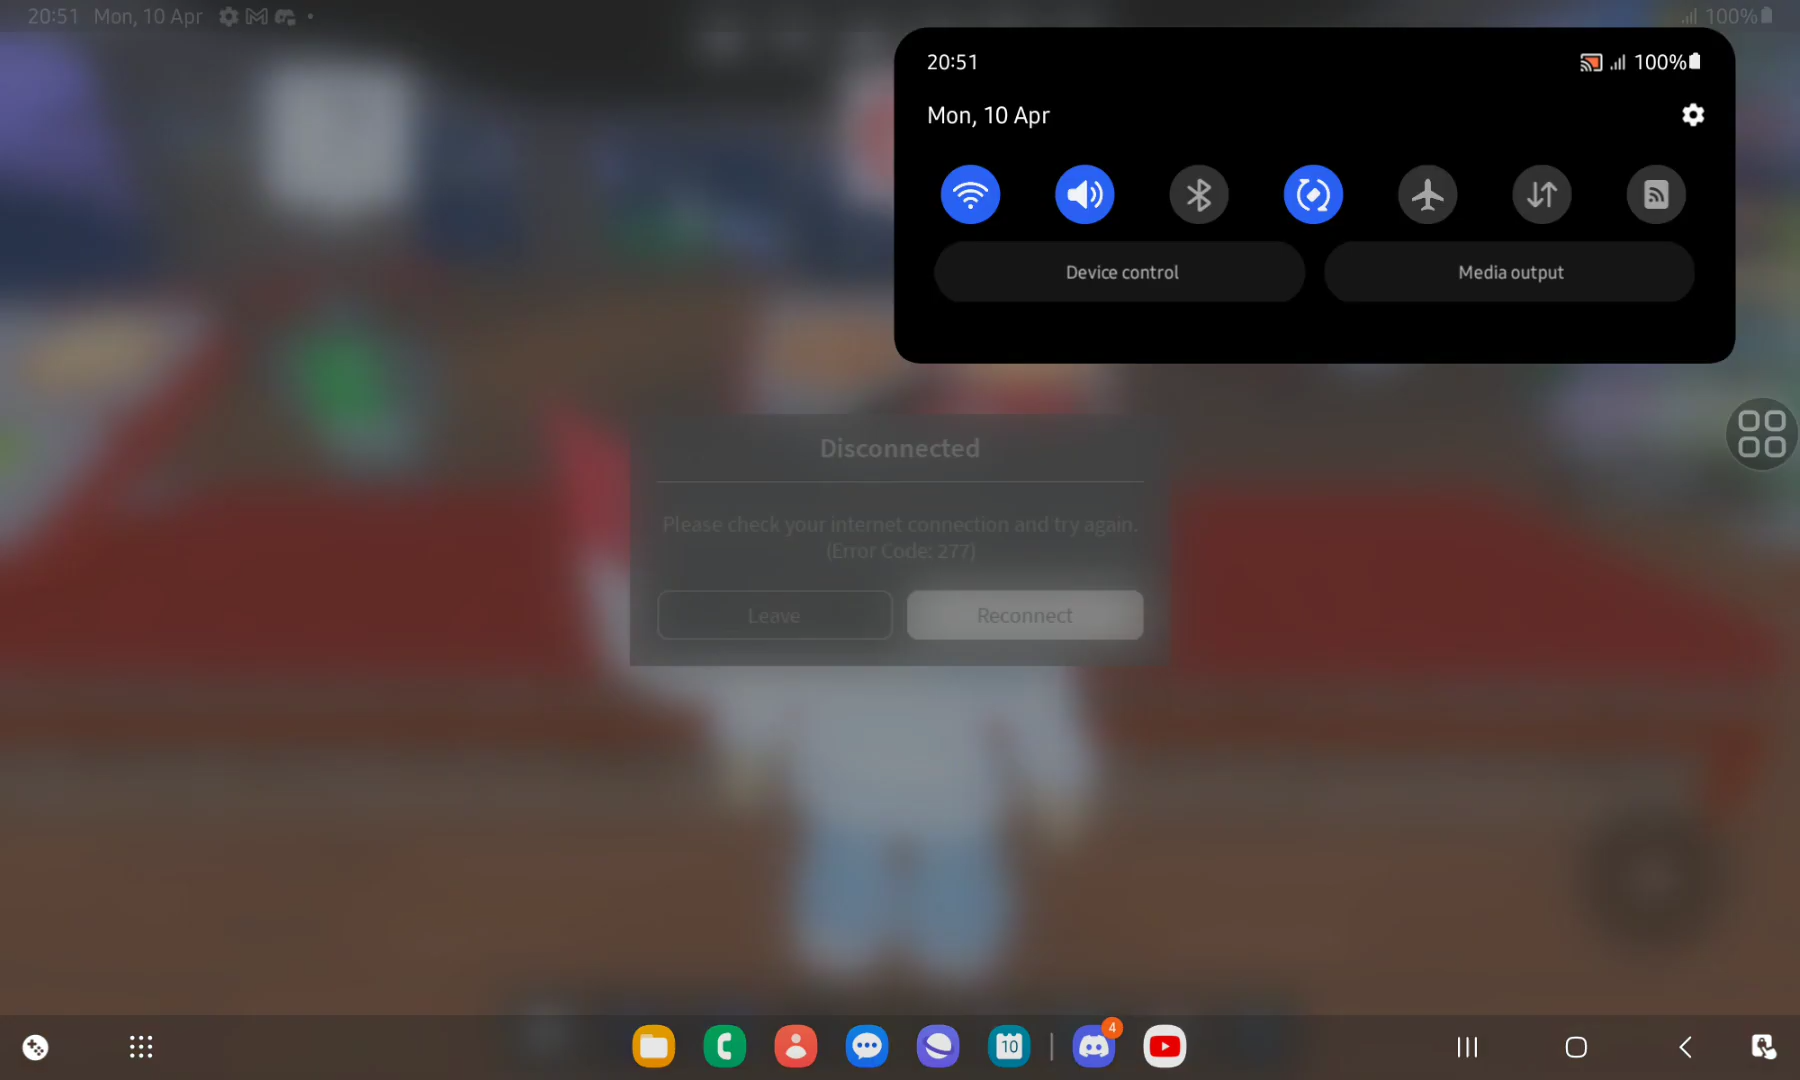 20:51 Mon, 10 Apr
100%
20:51
100%
Mon, 10 Apr
Device control
Media output
Disconnected
Please check your internet connection and try again.
(Error Code: 277)
Leave
Reconnect
10
4